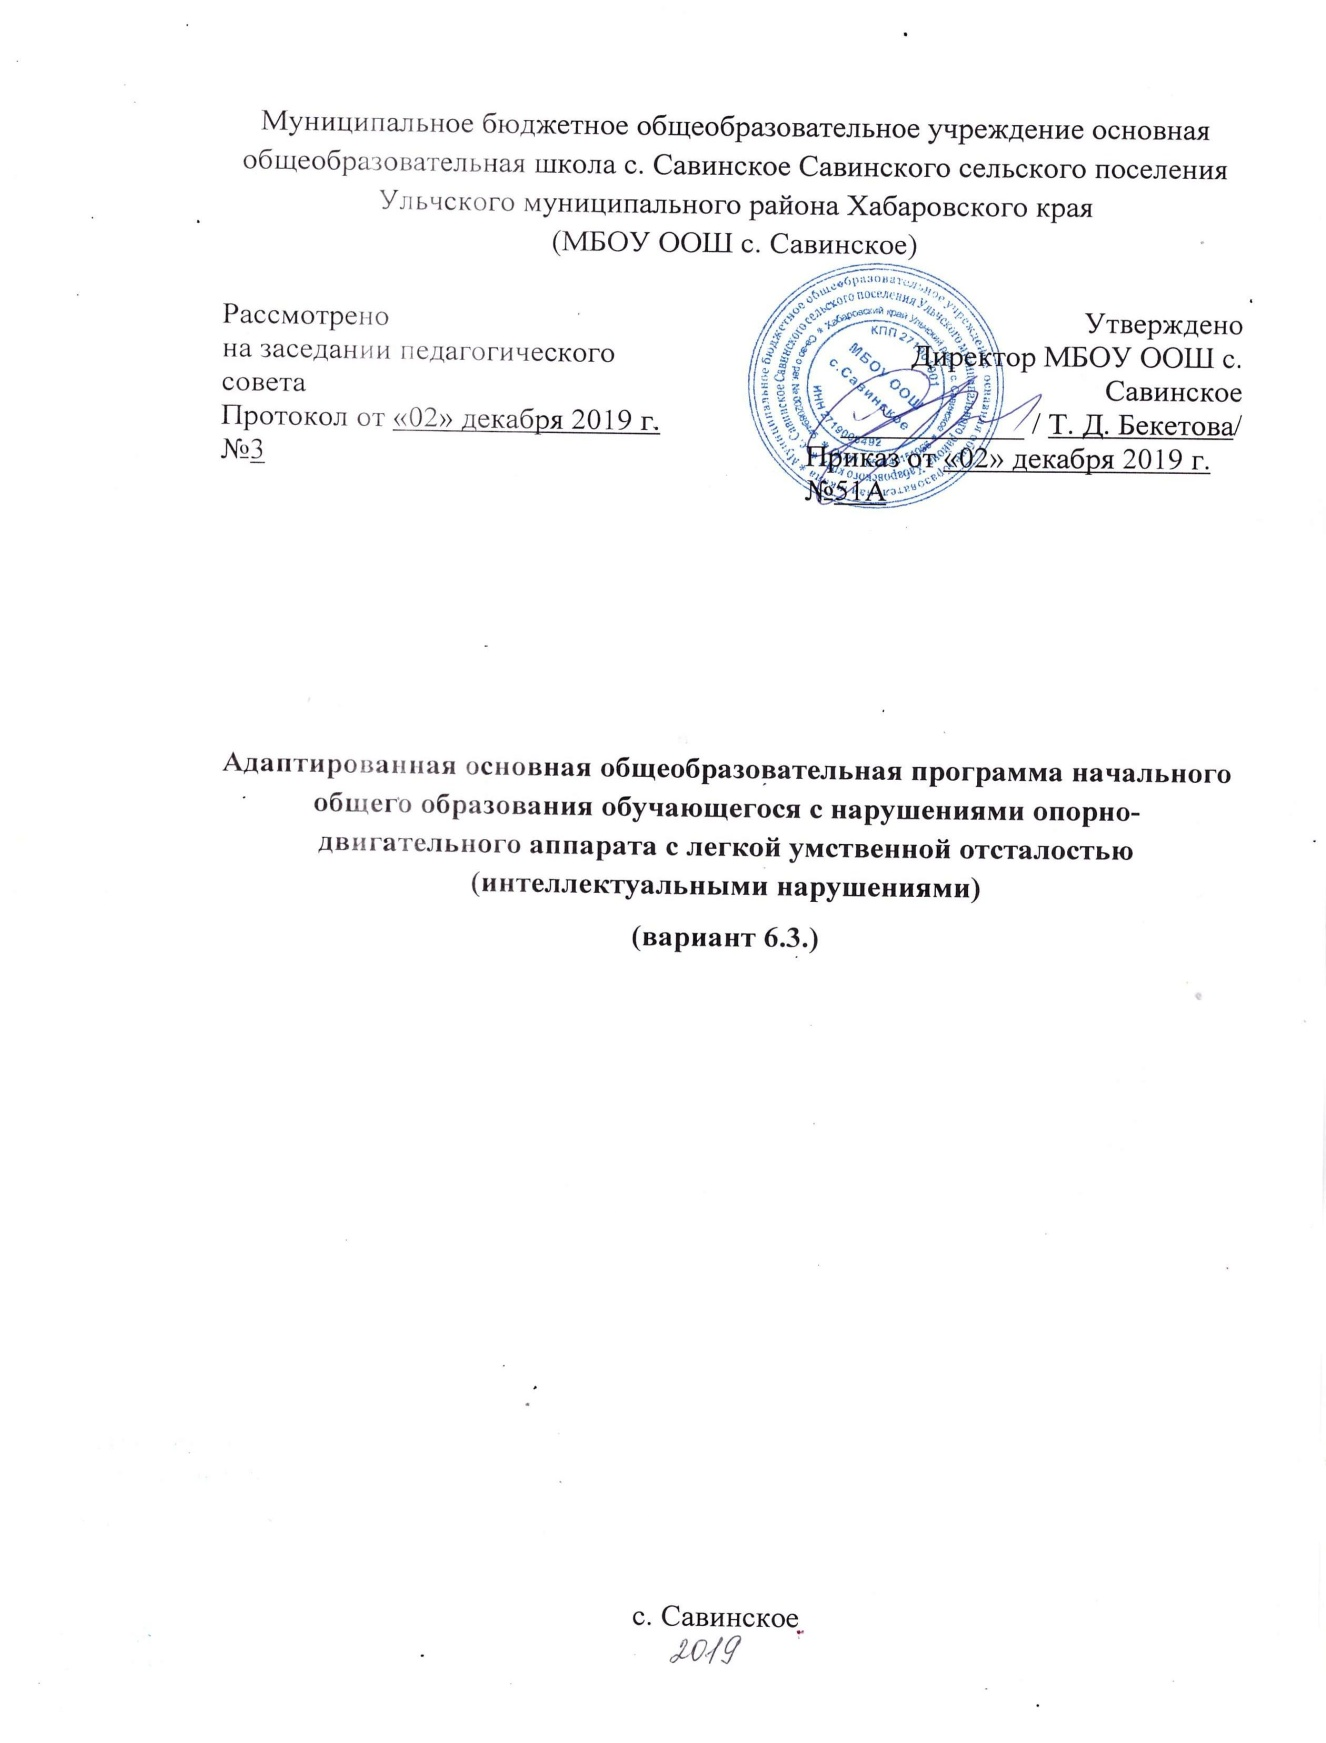 Муниципальное бюджетное общеобразовательное учреждение основная
общеобразовательная школа с. Савинское Савинского сельского поселения
Ульчского муниципального района Хабаровского края
(МБОУ ООШ с. Савинское)
Рассмотрено
на заседании педагогического
совета
Протокол от «02» декабря 2019 г.
№3
Утверждено
Директор МБОУ ООШ с.
Савинское
/ Т. Д. Бекетова/
Приказ от «02» декабря 2019 г.
№51А
МБОУ ООШ
с. Савинское
Адаптированная основная общеобразовательная программа начального
общего образования обучающегося с нарушениями опорно-
двигательного аппарата с легкой умственной отсталостью
(интеллектуальными нарушениями)
(вариант 6.3.)
с. Савинское
2019